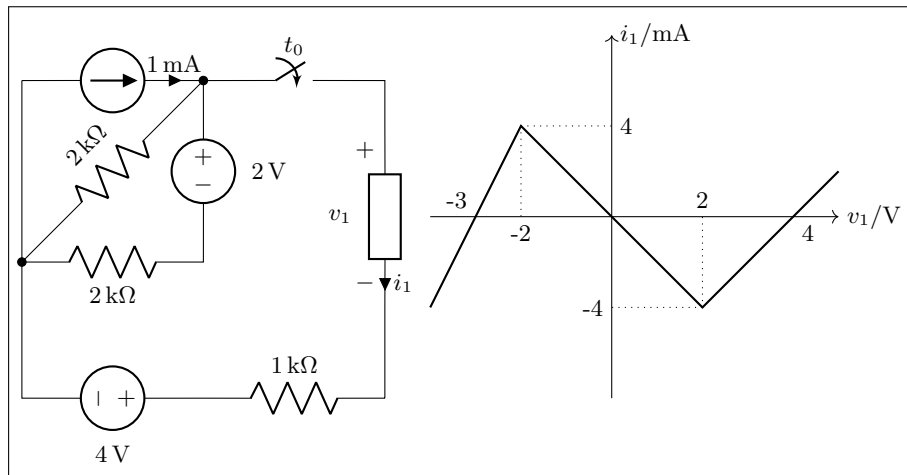 t₀
i₁/mA
1 mA
4
2 kΩ
+
+
−
2 V
-3
2
v₁
v₁/V
-2
4
−
i₁
2 kΩ
-4
1 kΩ
− +
4 V